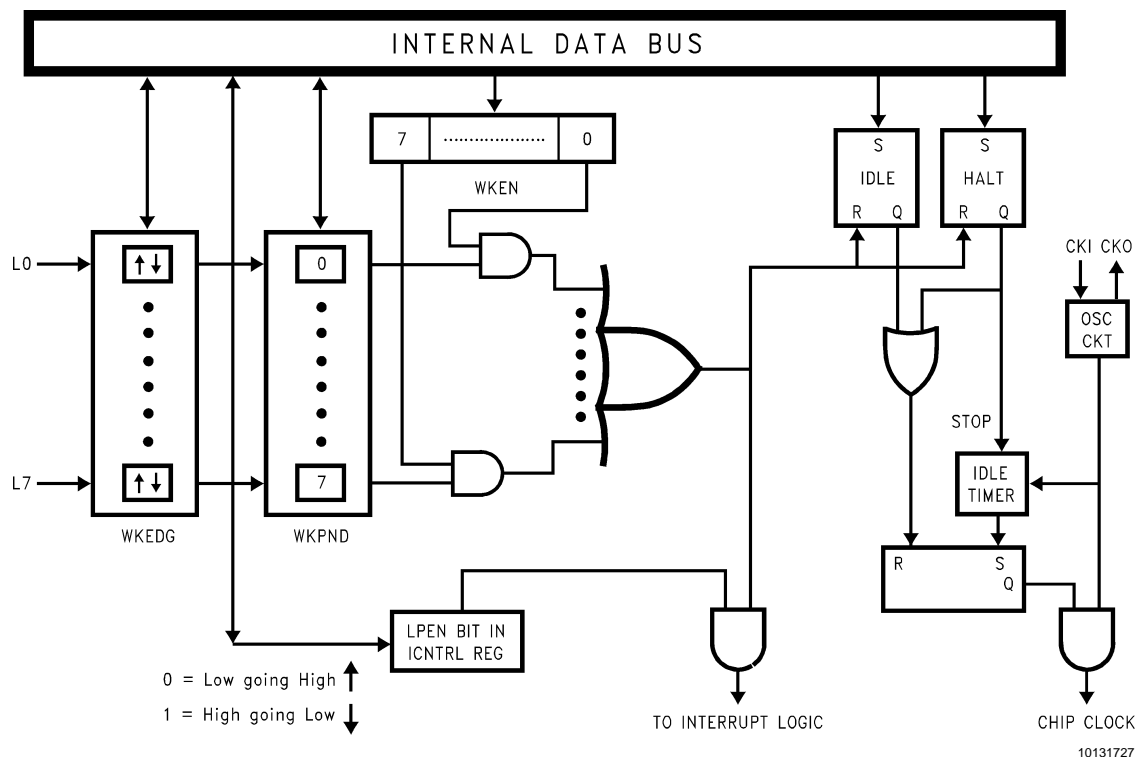 INTERNAL DATA BUS
7 .................... 0
WKEN
S
IDLE
R Q
S
HALT
R Q
CKI CKO
OSC
CKT
L0
↑↓
0
L7
↑↓
7
WKEDG
WKPND
STOP
IDLE
TIMER
R S
Q
LPEN BIT IN
ICNTRL REG
0 = Low going High ↑
1 = High going Low ↓
TO INTERRUPT LOGIC
CHIP CLOCK
10131727